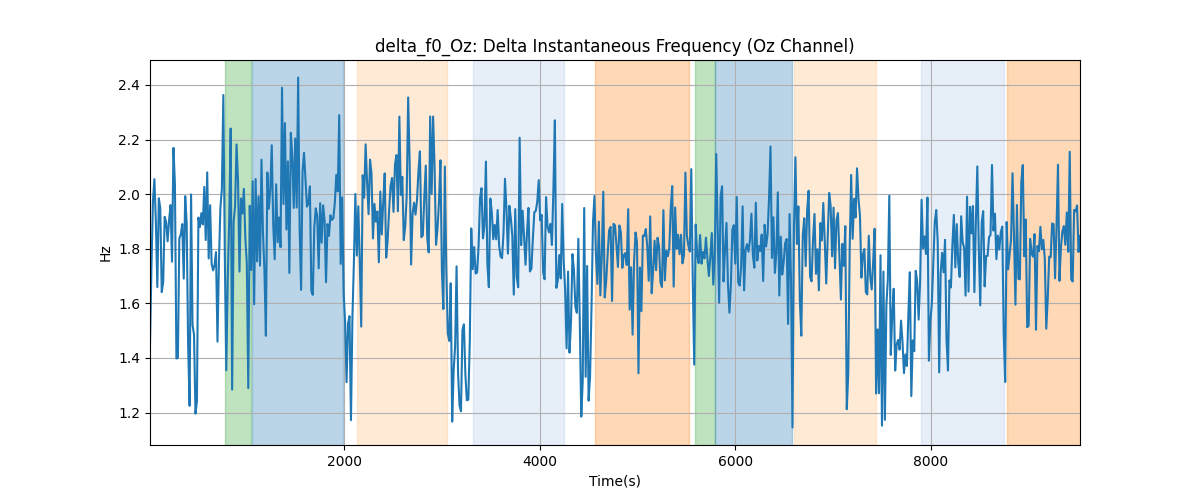 delta_f0_Oz: Delta Instantaneous Frequency (Oz Channel)
2.4
2.2
2.0
1.8
1.6
1.4
1.2
Hz
2000 4000 6000 8000
Time(s)